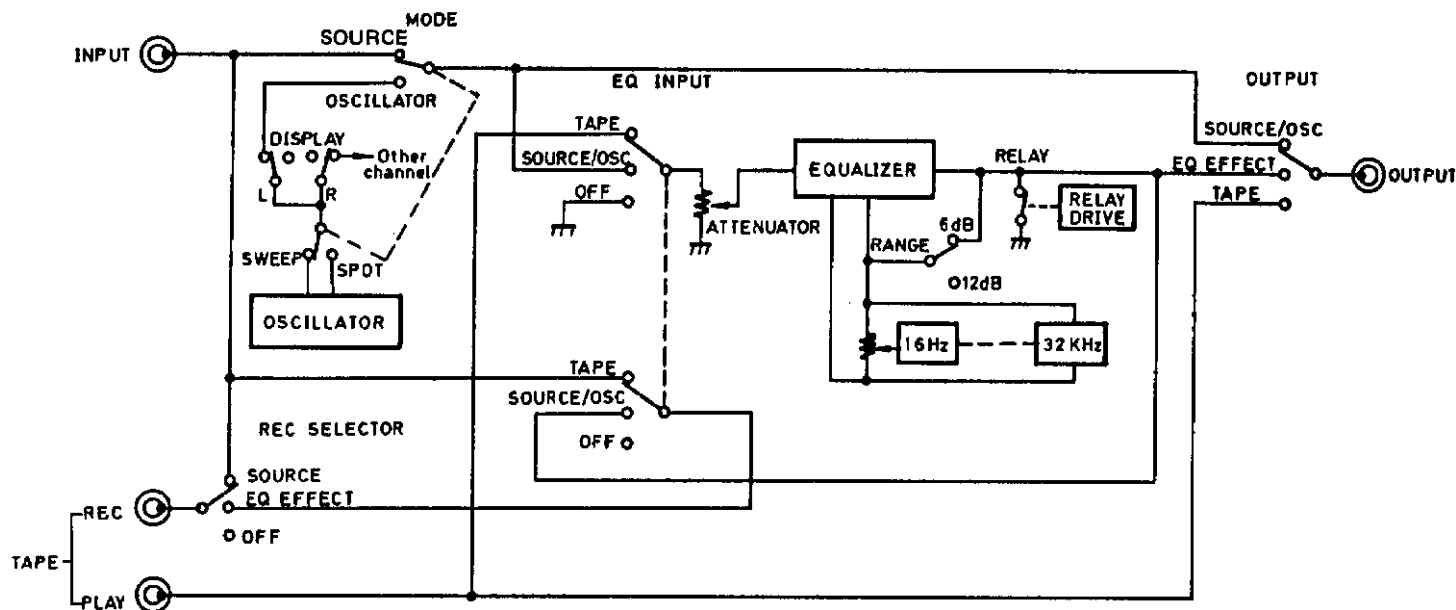 MODE
INPUT
SOURCE
OSCILLATOR
EQ INPUT
OUTPUT
DISPLAY
Other
channel
L
R
SWEEP
SPOT
OSCILLATOR
TAPE
SOURCE/OSC
OFF
ATTENUATOR
EQUALIZER
RELAY
RELAY
DRIVE
6dB
RANGE
12dB
16Hz
32KHz
SOURCE/OSC
EQ EFFECT
TAPE
OUTPUT
TAPE
SOURCE/OSC
OFF
REC SELECTOR
SOURCE
EQ EFFECT
OFF
REC
TAPE
PLAY